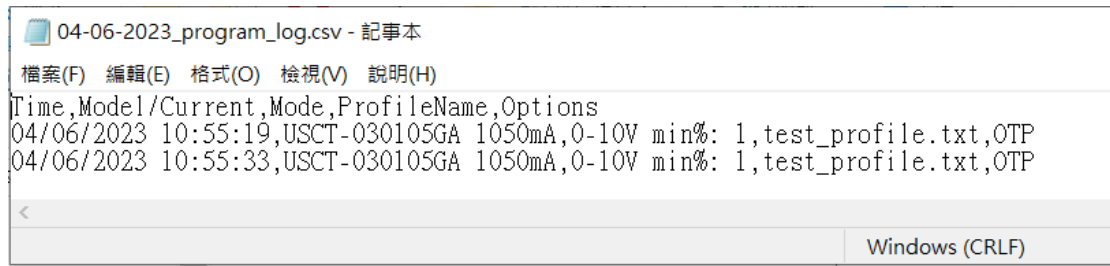 04-06-2023_program_log.csv - 記事本
檔案(F) 編輯(E) 格式(O) 檢視(V) 說明(H)
Time,Model/Current,Mode,ProfileName,Options
04/06/2023 10:55:19,USCT-030105GA 1050mA,0-10V min%: 1,test_profile.txt,OTP
04/06/2023 10:55:33,USCT-030105GA 1050mA,0-10V min%: 1,test_profile.txt,OTP
Windows (CRLF)